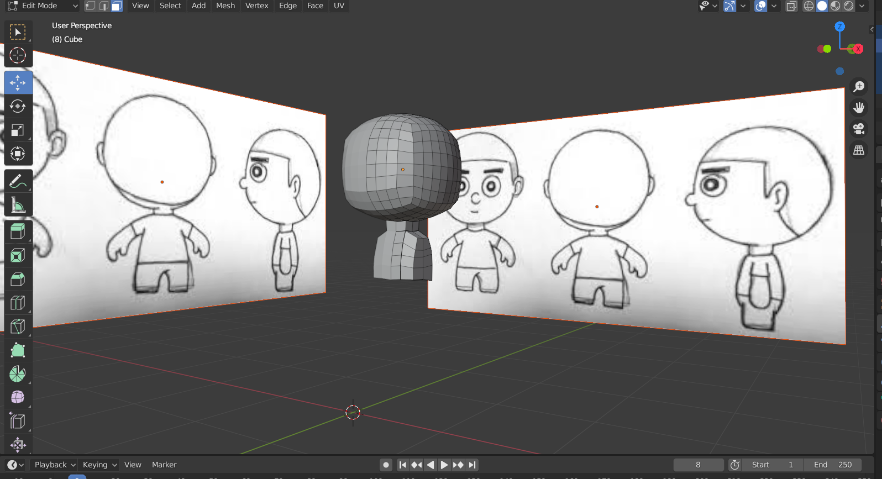 Edit Mode View Select Add Mesh Vertex Edge Face UV
User Perspective
(8) Cube
Z
X
Playback Keying View Marker 8 Start 1 End 250